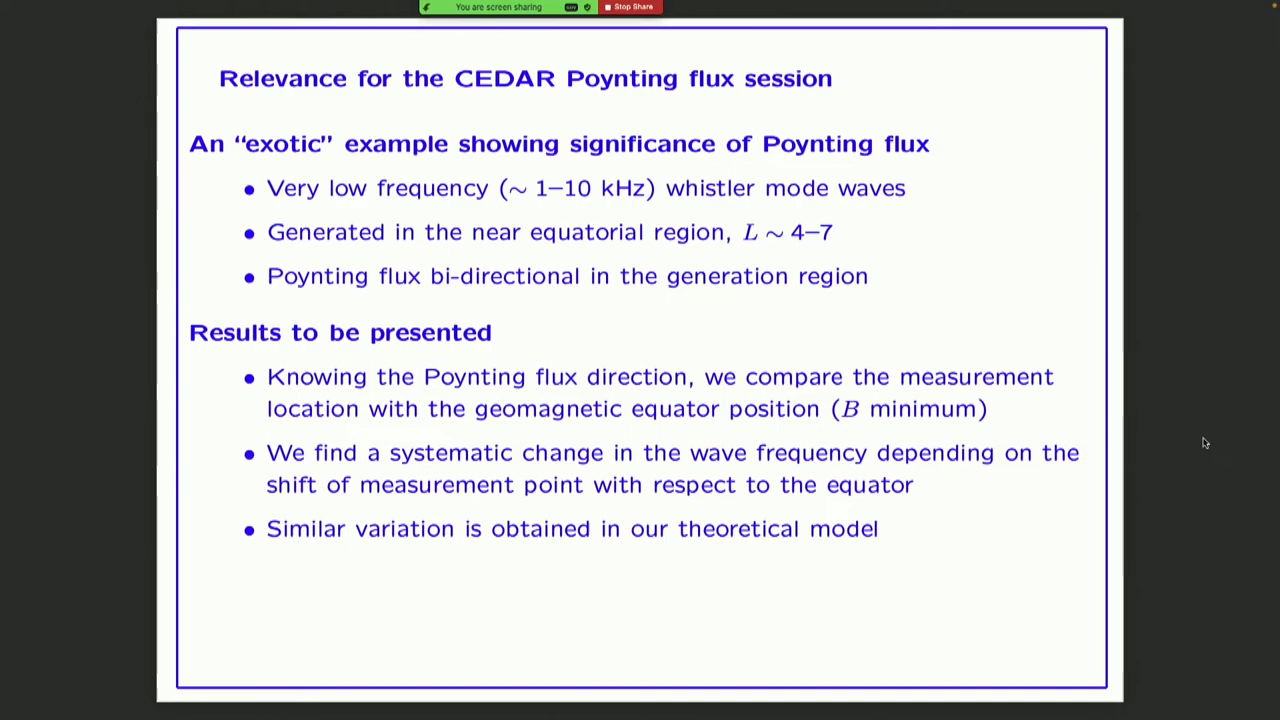 You are screen sharing
Stop Share
Relevance for the CEDAR Poynting flux session
An “exotic” example showing significance of Poynting flux
• Very low frequency (∼ 1–10 kHz) whistler mode waves
• Generated in the near equatorial region, L ∼ 4–7
• Poynting flux bi-directional in the generation region
Results to be presented
• Knowing the Poynting flux direction, we compare the measurement
location with the geomagnetic equator position (B minimum)
• We find a systematic change in the wave frequency depending on the
shift of measurement point with respect to the equator
• Similar variation is obtained in our theoretical model